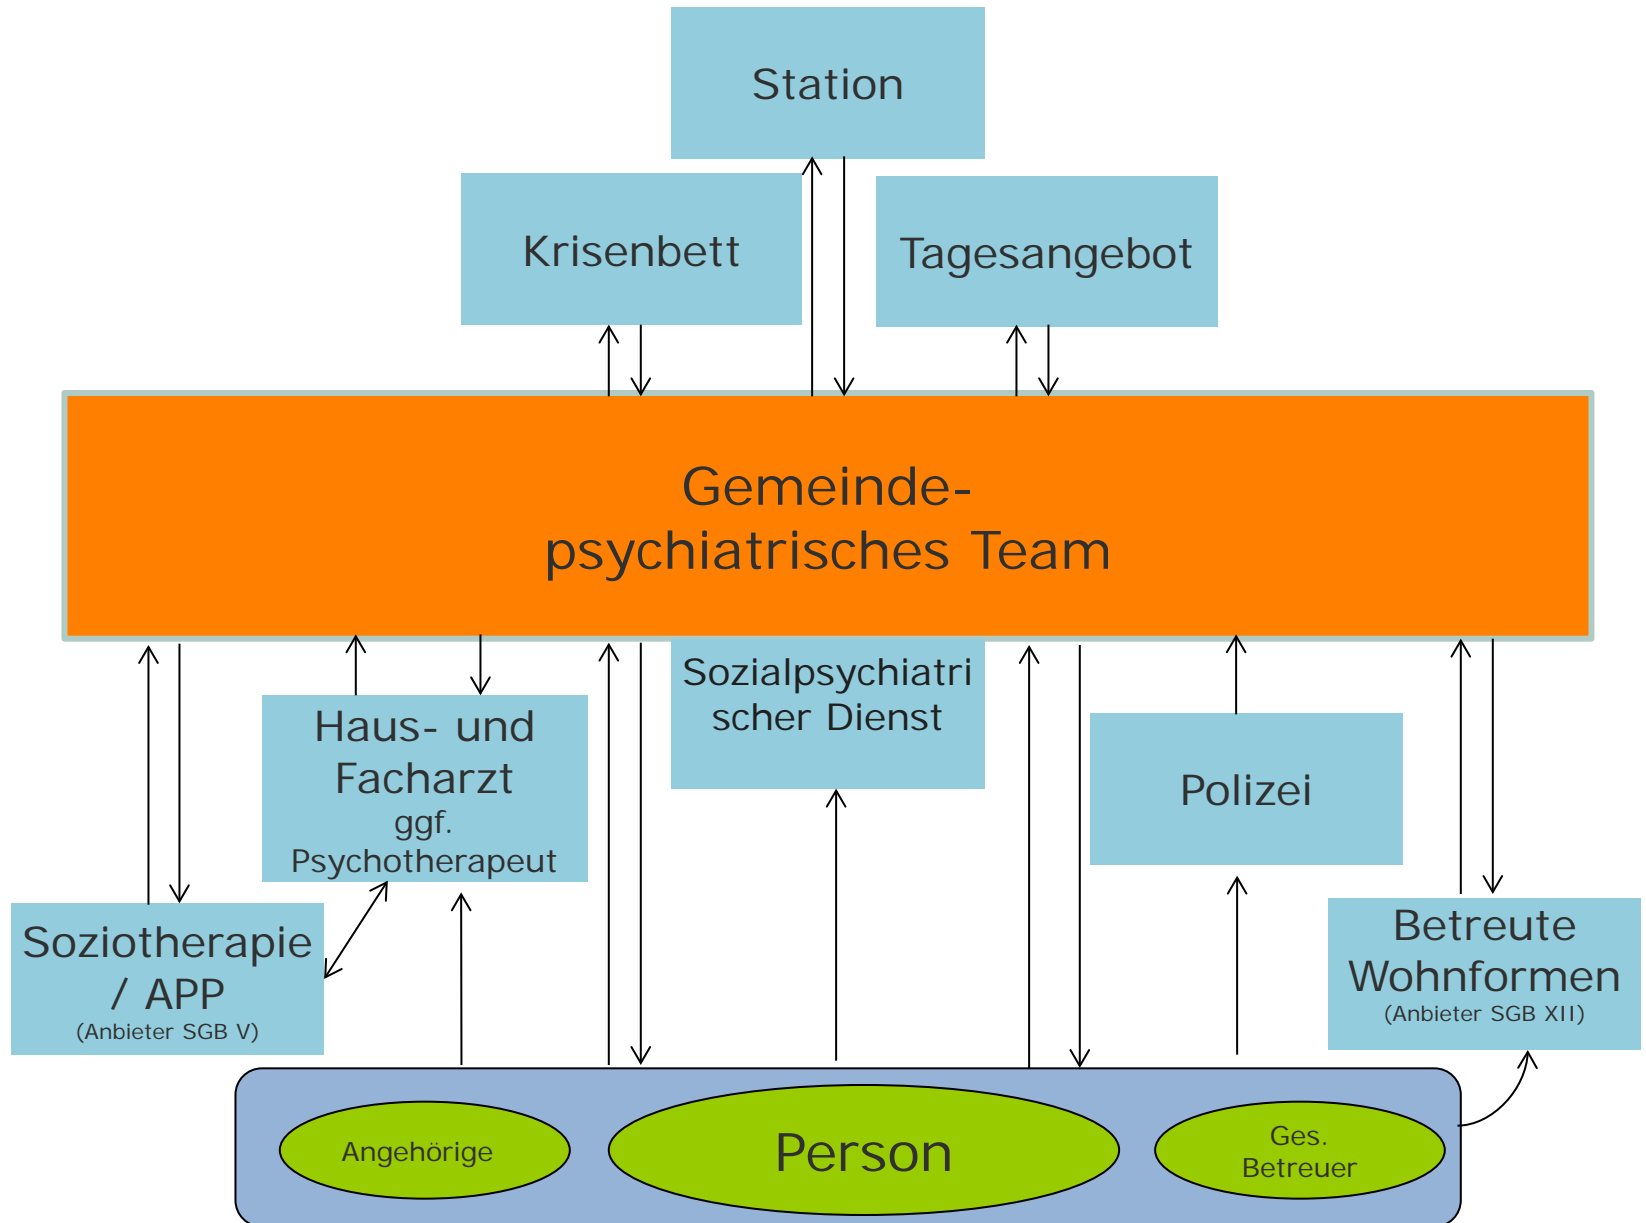 Station
Krisenbett
Tagesangebot
Gemeinde-
psychiatrisches Team
Sozialpsychiatri
scher Dienst
Haus- und
Facharzt
ggf.
Psychotherapeut
Polizei
Soziotherapie
/ APP
(Anbieter SGB V)
Betreute
Wohnformen
(Anbieter SGB XII)
Angehörige
Person
Ges.
Betreuer